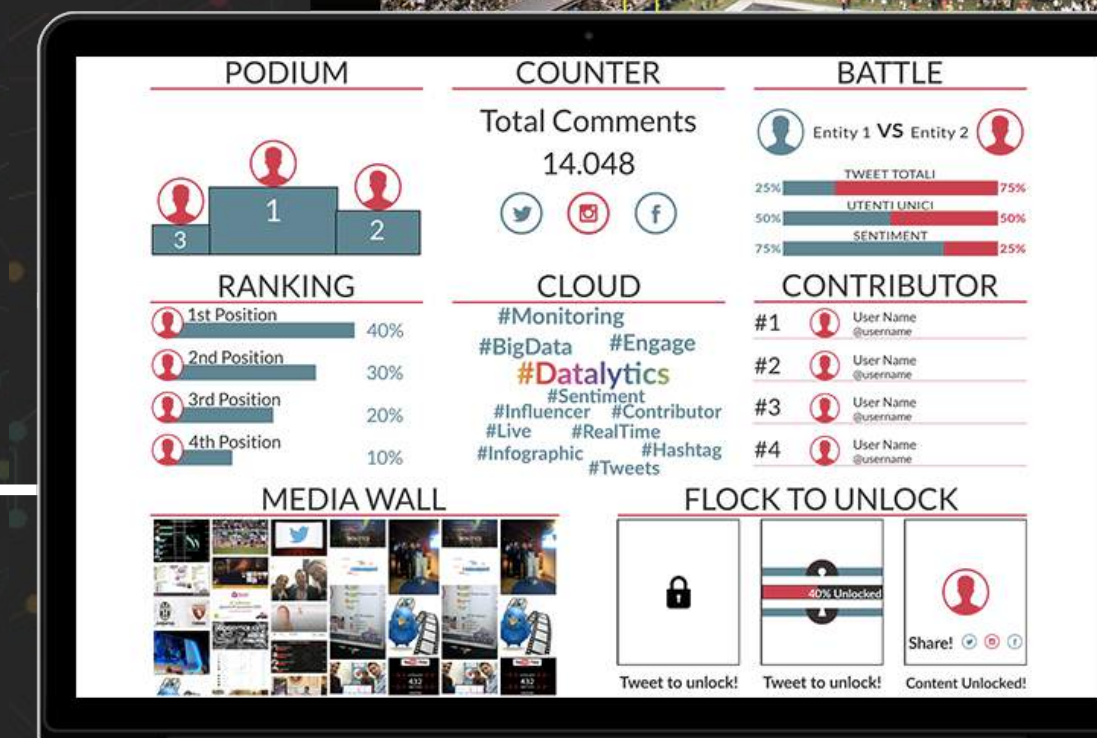 PODIUM
1
2
3
COUNTER
Total Comments
14.048
BATTLE
Entity 1 VS Entity 2
TWEET TOTALI
25% 75%
UTENTI UNICI
50% 50%
SENTIMENT
75% 25%
RANKING
1st Position
40%
2nd Position
30%
3rd Position
20%
4th Position
10%
CLOUD
#Monitoring
#BigData #Engage
#Datalytics
#Sentiment
#Influencer #Contributor
#Live #RealTime
#Infographic #Hashtag
#Tweets
CONTRIBUTOR
#1 User Name
@username
#2 User Name
@username
#3 User Name
@username
#4 User Name
@username
MEDIA WALL
432
432
FLOCK TO UNLOCK
40% Unlocked
Share!
Tweet to unlock! Tweet to unlock! Content Unlocked!